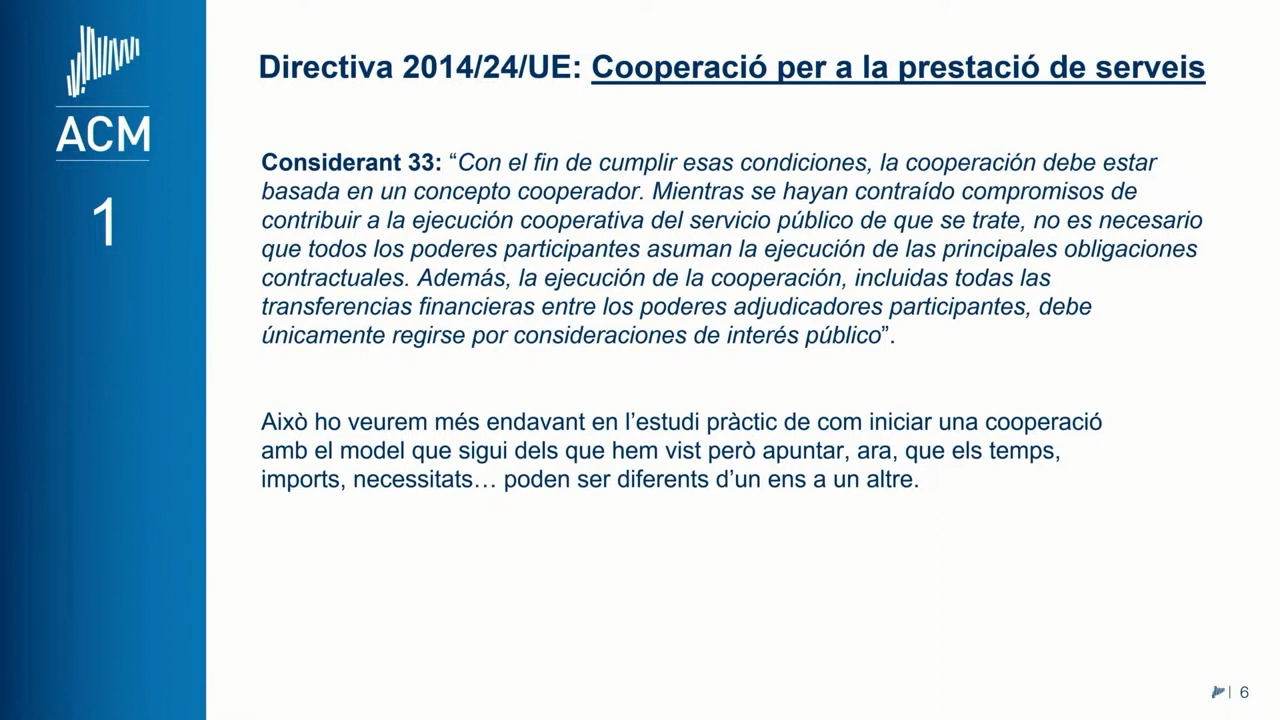 ACM
1
Directiva 2014/24/UE: Cooperació per a la prestació de serveis
Considerant 33: “Con el fin de cumplir esas condiciones, la cooperación debe estar
basada en un concepto cooperador. Mientras se hayan contraído compromisos de
contribuir a la ejecución cooperativa del servicio público de que se trate, no es necesario
que todos los poderes participantes asuman la ejecución de las principales obligaciones
contractuales. Además, la ejecución de la cooperación, incluidas todas las
transferencias financieras entre los poderes adjudicadores participantes, debe
únicamente regirse por consideraciones de interés público”.
Això ho veurem més endavant en l’estudi pràctic de com iniciar una cooperació
amb el model que sigui dels que hem vist però apuntar, ara, que els temps,
imports, necessitats… poden ser diferents d’un ens a un altre.
6